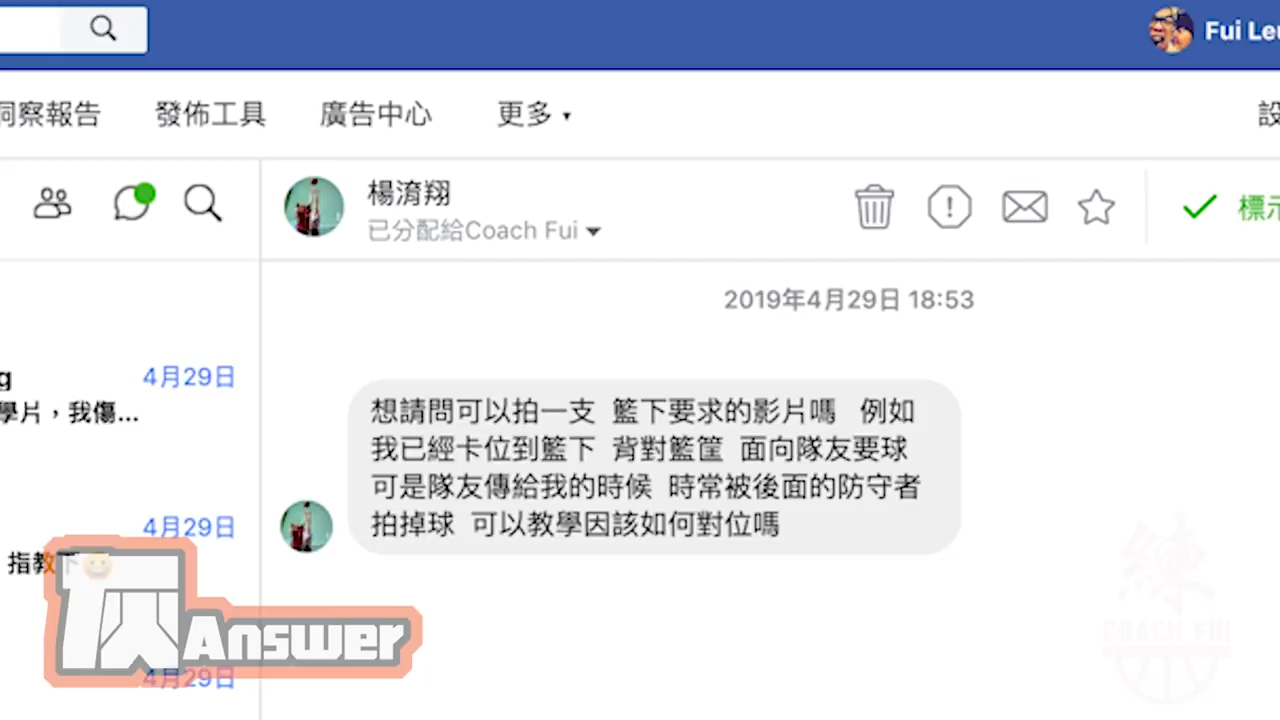 Fui Leu
洞察報告 發佈工具 廣告中心 更多
設
楊淯翔
已分配給Coach Fui
標示
2019年4月29日 18:53
g 4月29日
學片,我傷...
想請問可以拍一支 籃下要求的影片嗎 例如
我已經卡位到籃下 背對籃筐 面向隊友要球
可是隊友傳給我的時候 時常被後面的防守者
拍掉球 可以教學因該如何對位嗎
4月29日
指教下
Answer
4月29日
練
COACH FUI